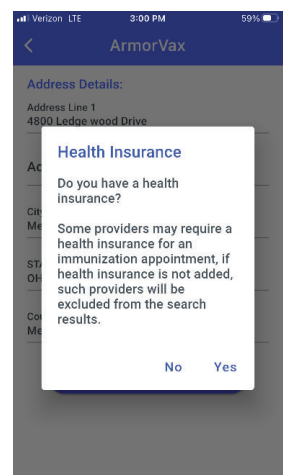 Verizon LTE 3:00 PM 59%
ArmorVax
Address Details:
Address Line 1
4800 Ledge wood Drive
Health Insurance
Do you have a health
insurance?
Some providers may require a
health insurance for an
immunization appointment, if
health insurance is not added,
such providers will be
excluded from the search
results.
No Yes